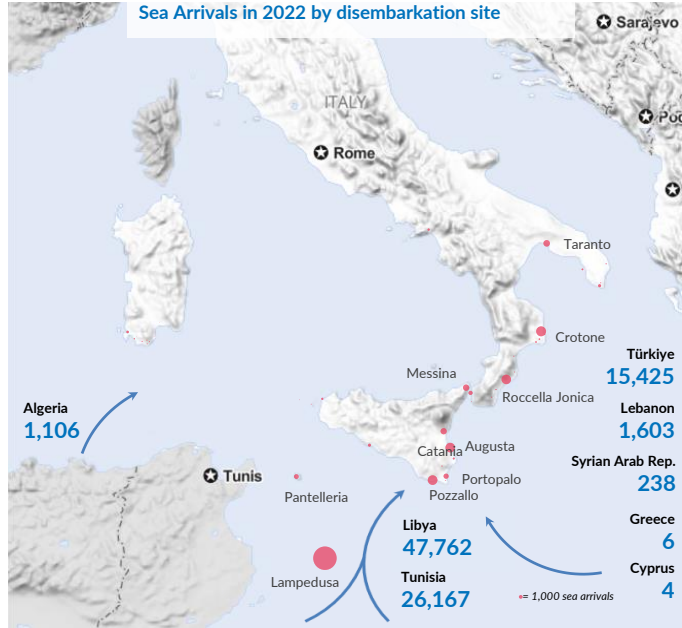 Sea Arrivals in 2022 by disembarkation site
Sarajevo
ITALY
Rome
Taranto
Crotone
Türkiye
15,425
Messina
Roccella Jonica
Algeria
1,106
Lebanon
1,603
Catania
Augusta
Syrian Arab Rep.
238
Tunis
Portopalo
Pantelleria
Pozzallo
Greece
6
Libya
47,762
Lampedusa
Tunisia
26,167
Cyprus
4
= 1,000 sea arrivals